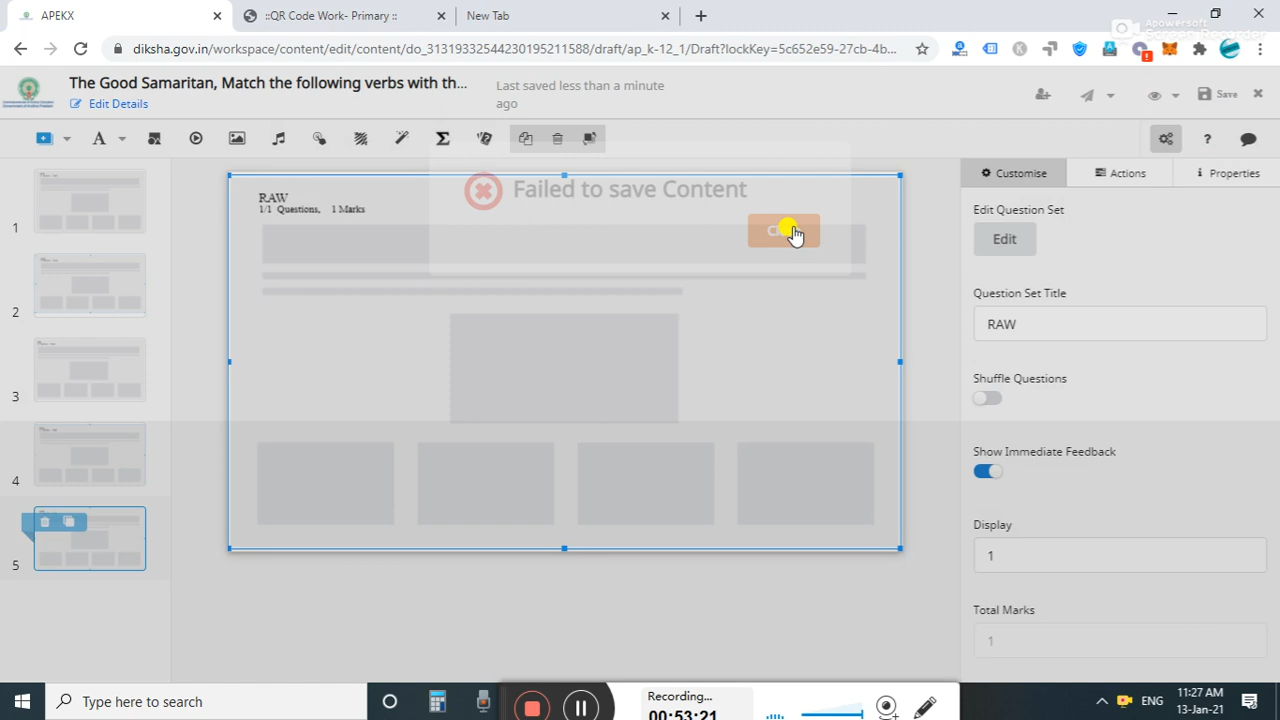 APEKX
::QR Code Work- Primary ::
New Tab
diksha.gov.in/workspace/content/edit/content/do_31319332544230195211588/draft/ap_k-12_1/Draft?lockKey=5c652e59-27cb-4b...
Apowersoft
Screen Recorder
The Good Samaritan, Match the following verbs with th...
Edit Details
Last saved less than a minute
ago
Save
Failed to save Content
RAW
1/1 Questions, 1 Marks
1
2
3
4
5
Customise
Actions
Properties
Edit Question Set
Edit
Question Set Title
RAW
Shuffle Questions
Show Immediate Feedback
Display
1
Total Marks
1
Type here to search
Recording...
00:53:21
ENG
11:27 AM
13-Jan-21